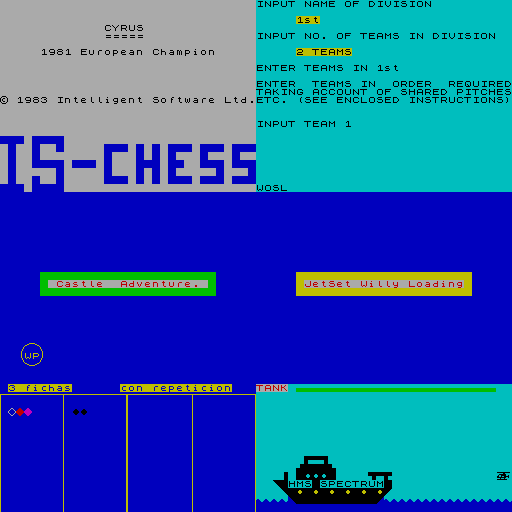 CYRUS
=====
1981 European Champion
© 1983 Intelligent Software Ltd.
IS-CHESS
INPUT NAME OF DIVISION
1st
INPUT NO. OF TEAMS IN DIVISION
2 TEAMS
ENTER TEAMS IN 1st
ENTER TEAMS IN ORDER REQUIRED
TAKING ACCOUNT OF SHARED PITCHES
ETC. (SEE ENCLOSED INSTRUCTIONS)
INPUT TEAM 1
WOSL
Castle Adventure.
WP
JetSet Willy Loading
3 fichas
con repeticion
TANK
HMS SPECTRUM